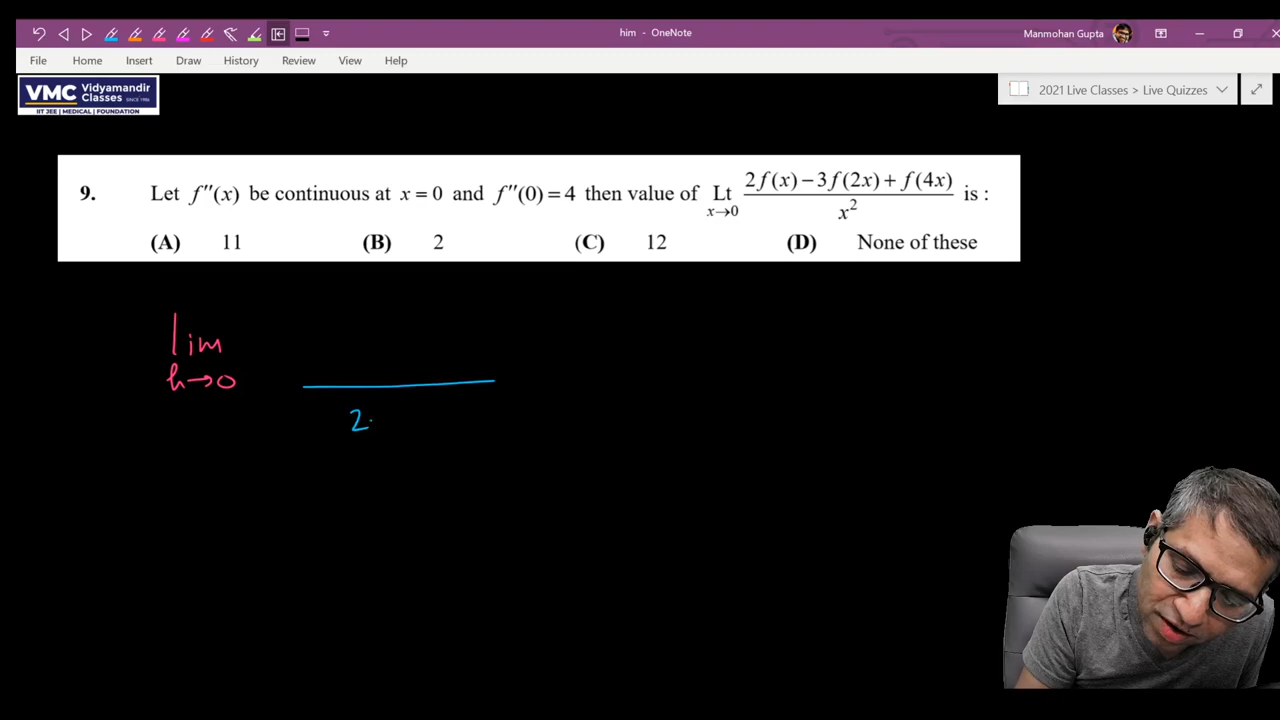 him - OneNote
Manmohan Gupta
File Home Insert Draw History Review View Help
VMC Vidyamandir Classes SINCE 1986
IIT JEE | MEDICAL | FOUNDATION
2021 Live Classes > Live Quizzes
9. Let f''(x) be continuous at x = 0 and f''(0) = 4 then value of Lt x→0 (2f(x) − 3f(2x) + f(4x))/x² is :
(A) 11 (B) 2 (C) 12 (D) None of these
lim
h→0
2